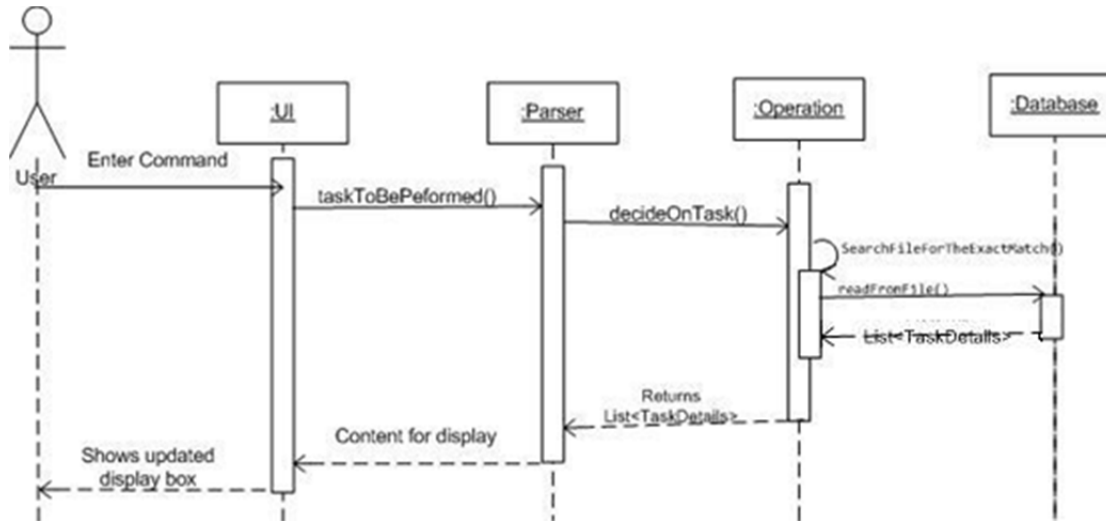 :UI
:Parser
:Operation
:Database
Enter Command
User
taskToBePeformed()
decideOnTask()
SearchFileForTheExactMatch()
readFromFile()
List<TaskDetails>
Returns
List<TaskDetails>
Content for display
Shows updated
display box